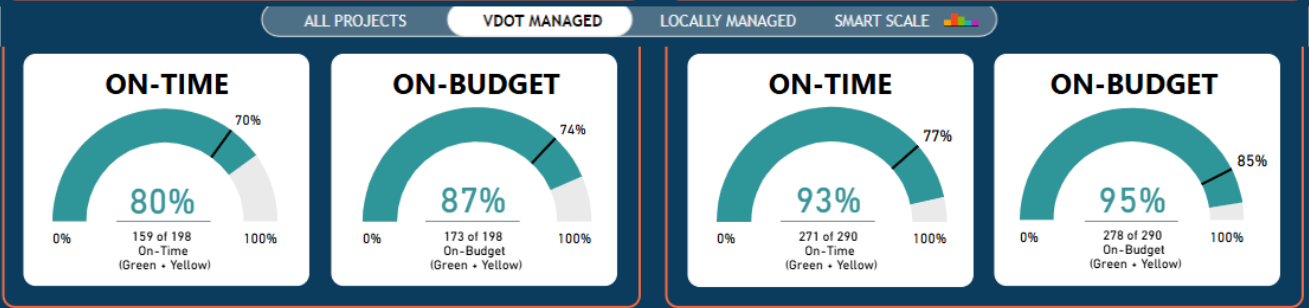 ALL PROJECTS
VDOT MANAGED
LOCALLY MANAGED
SMART SCALE
ON-TIME
70%
80%
159 of 198
On-Time
(Green + Yellow)
0%
100%
ON-BUDGET
74%
87%
173 of 198
On-Budget
(Green + Yellow)
0%
100%
ON-TIME
77%
93%
271 of 290
On-Time
(Green + Yellow)
0%
100%
ON-BUDGET
85%
95%
278 of 290
On-Budget
(Green + Yellow)
0%
100%